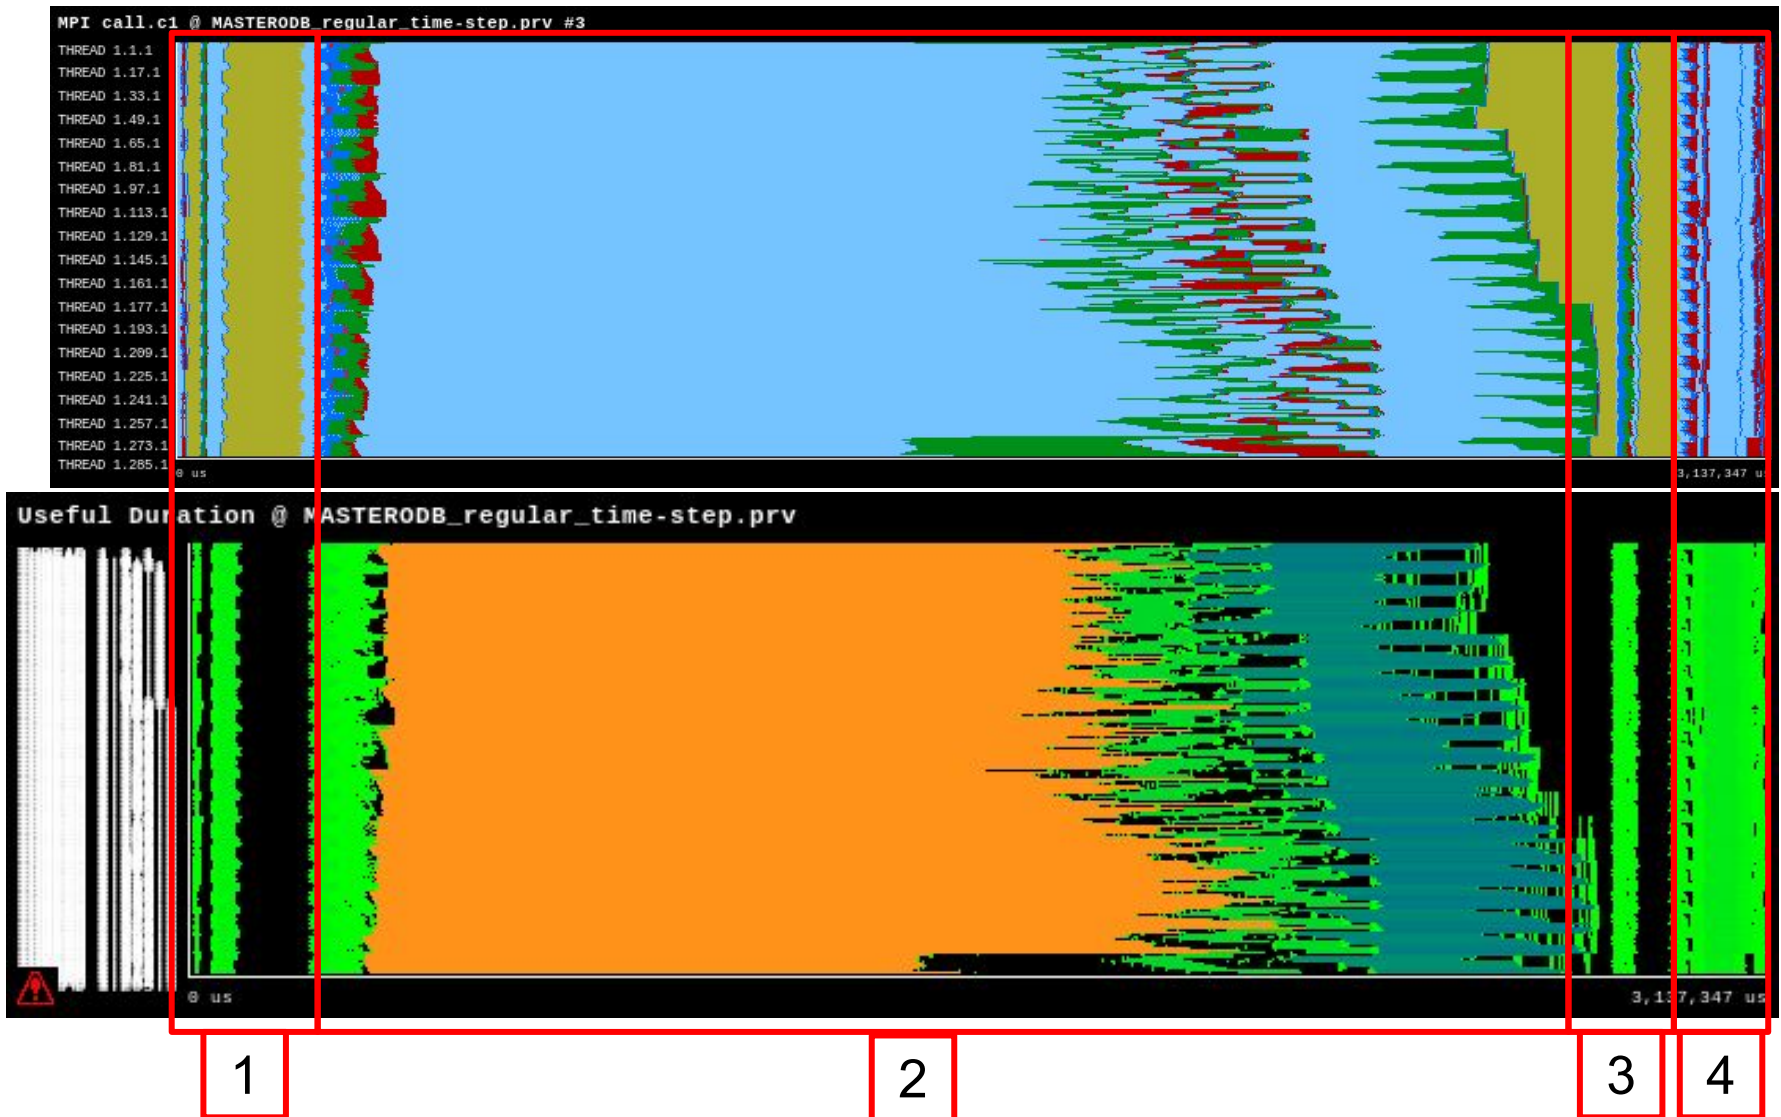 MPI call.c1 @ MASTERODB_regular_time-step.prv #3
THREAD 1.1.1
THREAD 1.17.1
THREAD 1.33.1
THREAD 1.49.1
THREAD 1.65.1
THREAD 1.81.1
THREAD 1.97.1
THREAD 1.113.1
THREAD 1.129.1
THREAD 1.145.1
THREAD 1.161.1
THREAD 1.177.1
THREAD 1.193.1
THREAD 1.209.1
THREAD 1.225.1
THREAD 1.241.1
THREAD 1.257.1
THREAD 1.273.1
THREAD 1.285.1
0 us
3,137,347 us
Useful Duration @ MASTERODB_regular_time-step.prv
0 us
3,137,347 us
1
2
3
4